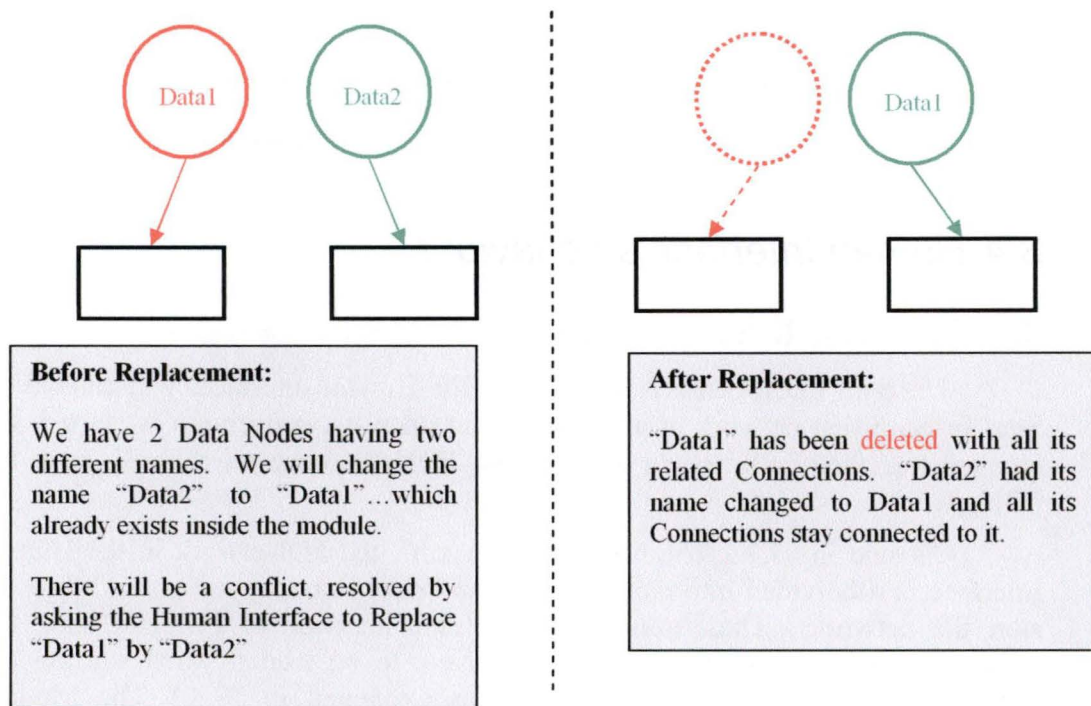 Data1
Data2
Before Replacement:
We have 2 Data Nodes having two
different names. We will change the
name “Data2” to “Data1”…which
already exists inside the module.
There will be a conflict, resolved by
asking the Human Interface to Replace
“Data1” by “Data2”
Data1
After Replacement:
“Data1” has been deleted with all its
related Connections. “Data2” had its
name changed to Data1 and all its
Connections stay connected to it.